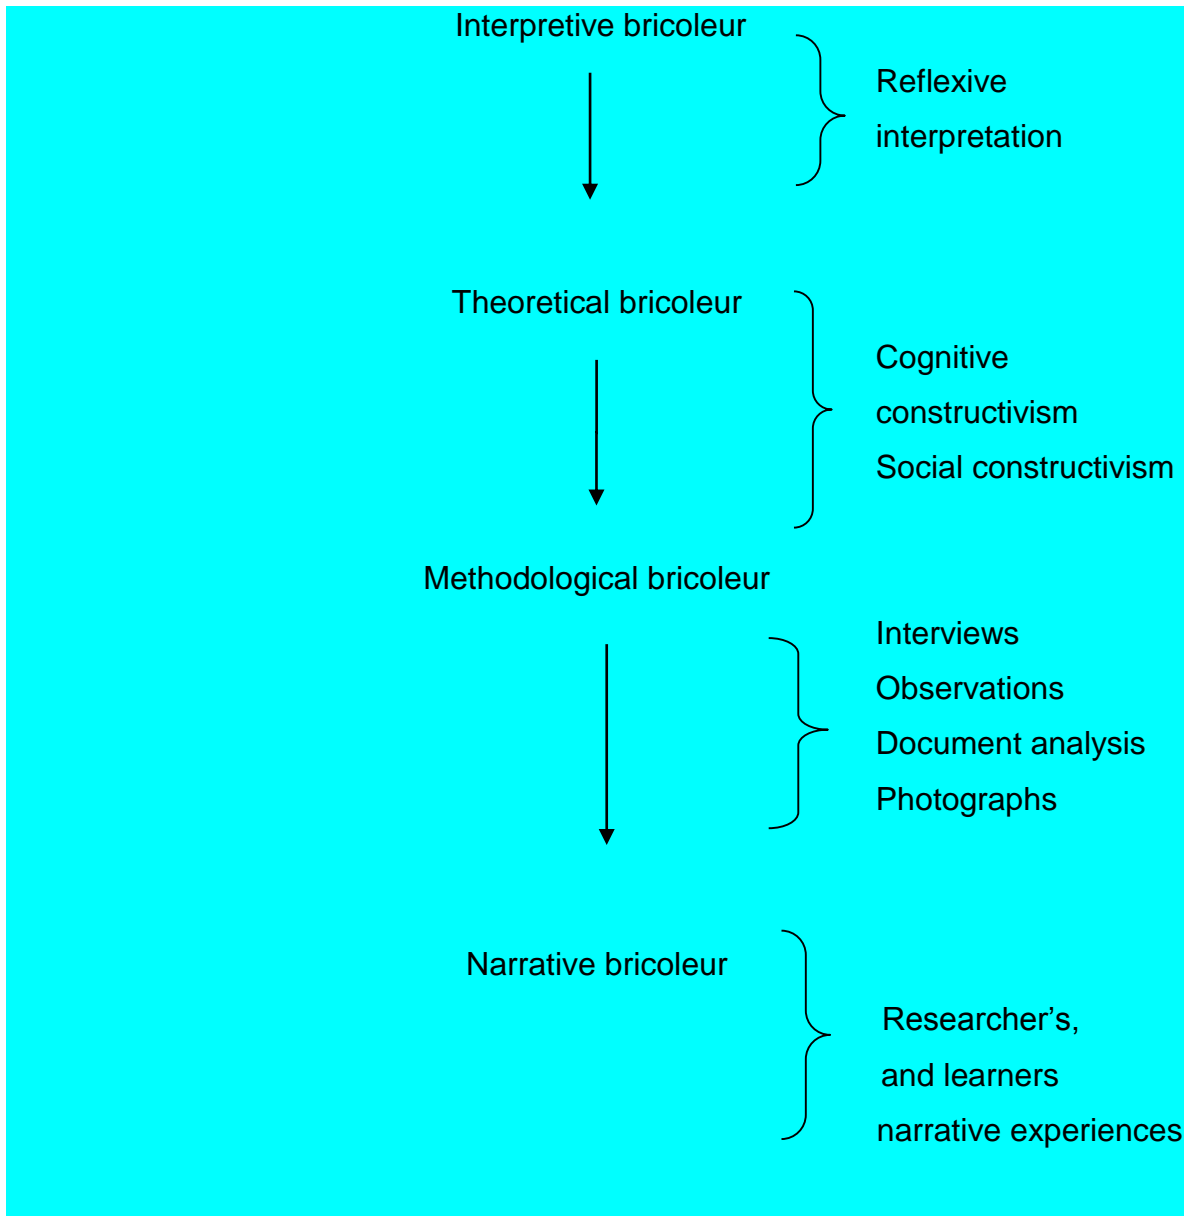 Interpretive bricoleur
Reflexive
interpretation
Theoretical bricoleur
Cognitive
constructivism
Social constructivism
Methodological bricoleur
Interviews
Observations
Document analysis
Photographs
Narrative bricoleur
Researcher’s,
and learners
narrative experiences